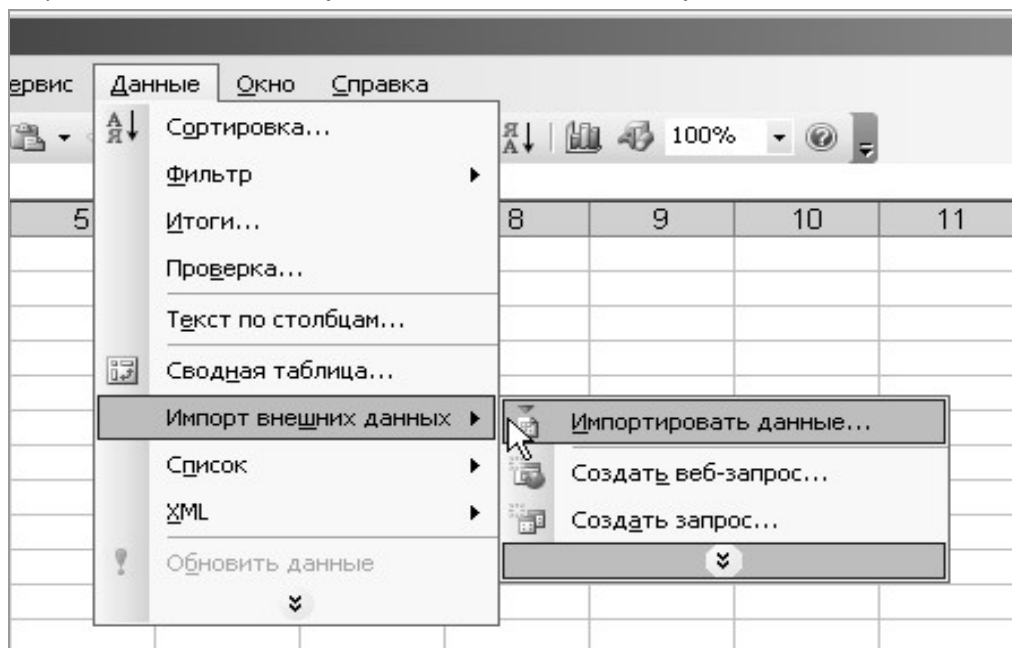 ервис Данные Окно Справка
Сортировка...
100%
Фильтр
Итоги...
5 8 9 10 11
Проверка...
Текст по столбцам...
Сводная таблица...
Импорт внешних данных
Импортировать данные...
Список
Создать веб-запрос...
XML
Создать запрос...
Обновить данные